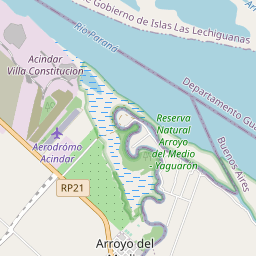 Gobierno de Islas Las Lechiguanas
Río Paraná
Acindar
Villa Constitución
Departamento Gua
Reserva
Natural
Arroyo
del Medio
- Yaguarón
Buenos Aires
Aeródromo
Acindar
RP21
Arroyo del